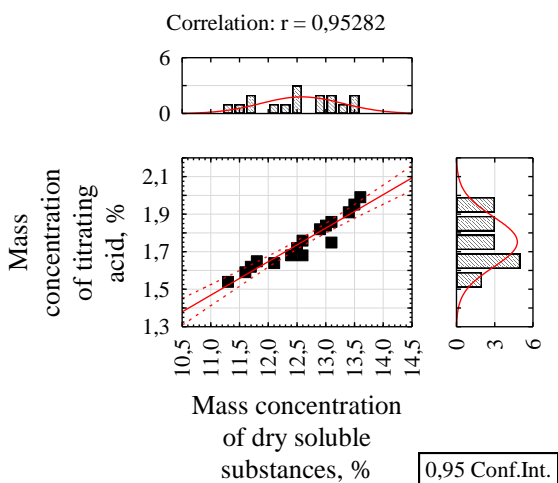 Correlation: r = 0,95282
6
3
0
2,1
1,9
1,7
1,5
1,3
Mass
concentration
of titrating
acid, %
10,5
11,0
11,5
12,0
12,5
13,0
13,5
14,0
14,5
0
3
6
Mass concentration
of dry soluble
substances, %
0,95 Conf.Int.